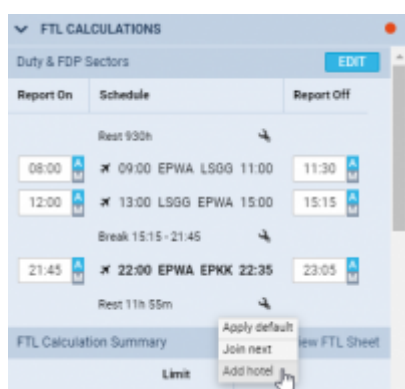 FTL CALCULATIONS
Duty & FDP Sectors EDIT
Report On Schedule Report Off
Rest 930h
08:00 A M 09:00 EPWA LSGG 11:00 11:30 A M
12:00 A M 13:00 LSGG EPWA 15:00 15:15 A M
Break 15:15 - 21:45
21:45 A M 22:00 EPWA EPKK 22:35 23:05 A M
Rest 11h 55m
Apply default
FTL Calculation Summary Join next ew FTL Sheet
Limit Add hotel